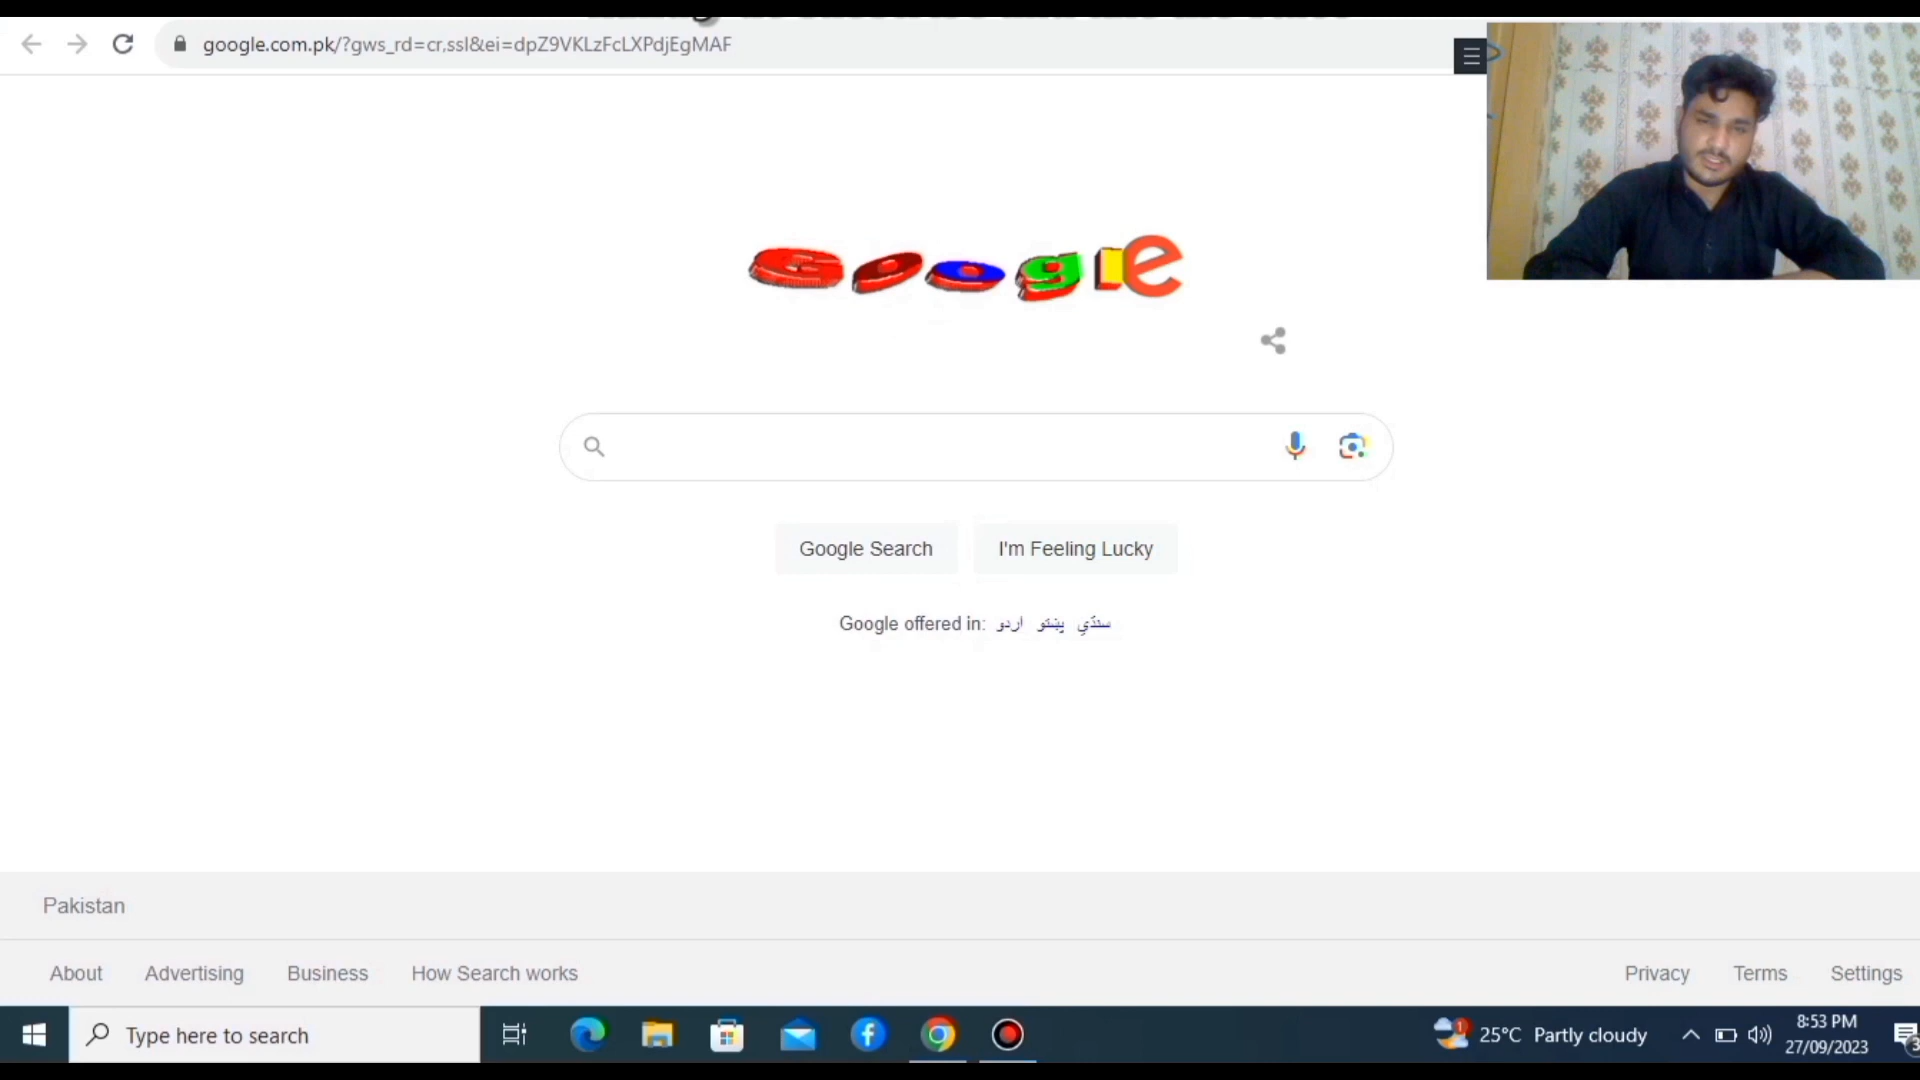 google.com.pk/?gws_rd=cr,ssl&ei=dpZ9VKLzFcLXPdjEgMAF
Google
Google Search
I'm Feeling Lucky
Google offered in: اردو پښتو سنڌي
Pakistan
About Advertising Business How Search works
Privacy Terms Settings
Type here to search
1
25°C Partly cloudy
8:53 PM
27/09/2023
3